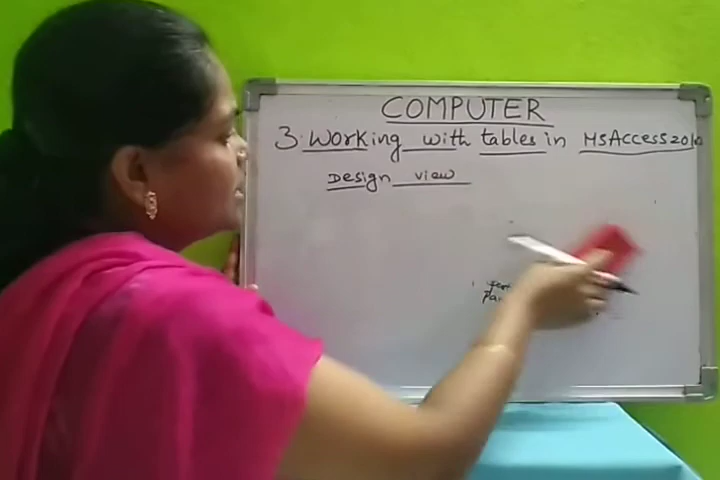 COMPUTER
3. Working with tables in MSAccess2010
Design view